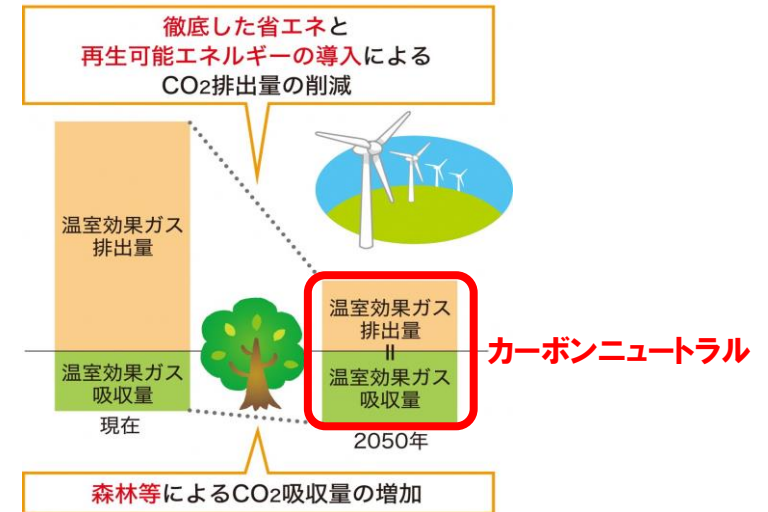 徹底した省エネと
再生可能エネルギーの導入による
CO2排出量の削減
温室効果ガス
排出量
温室効果ガス
吸収量
現在
温室効果ガス
排出量
=
温室効果ガス
吸収量
2050年
カーボンニュートラル
森林等によるCO2吸収量の増加